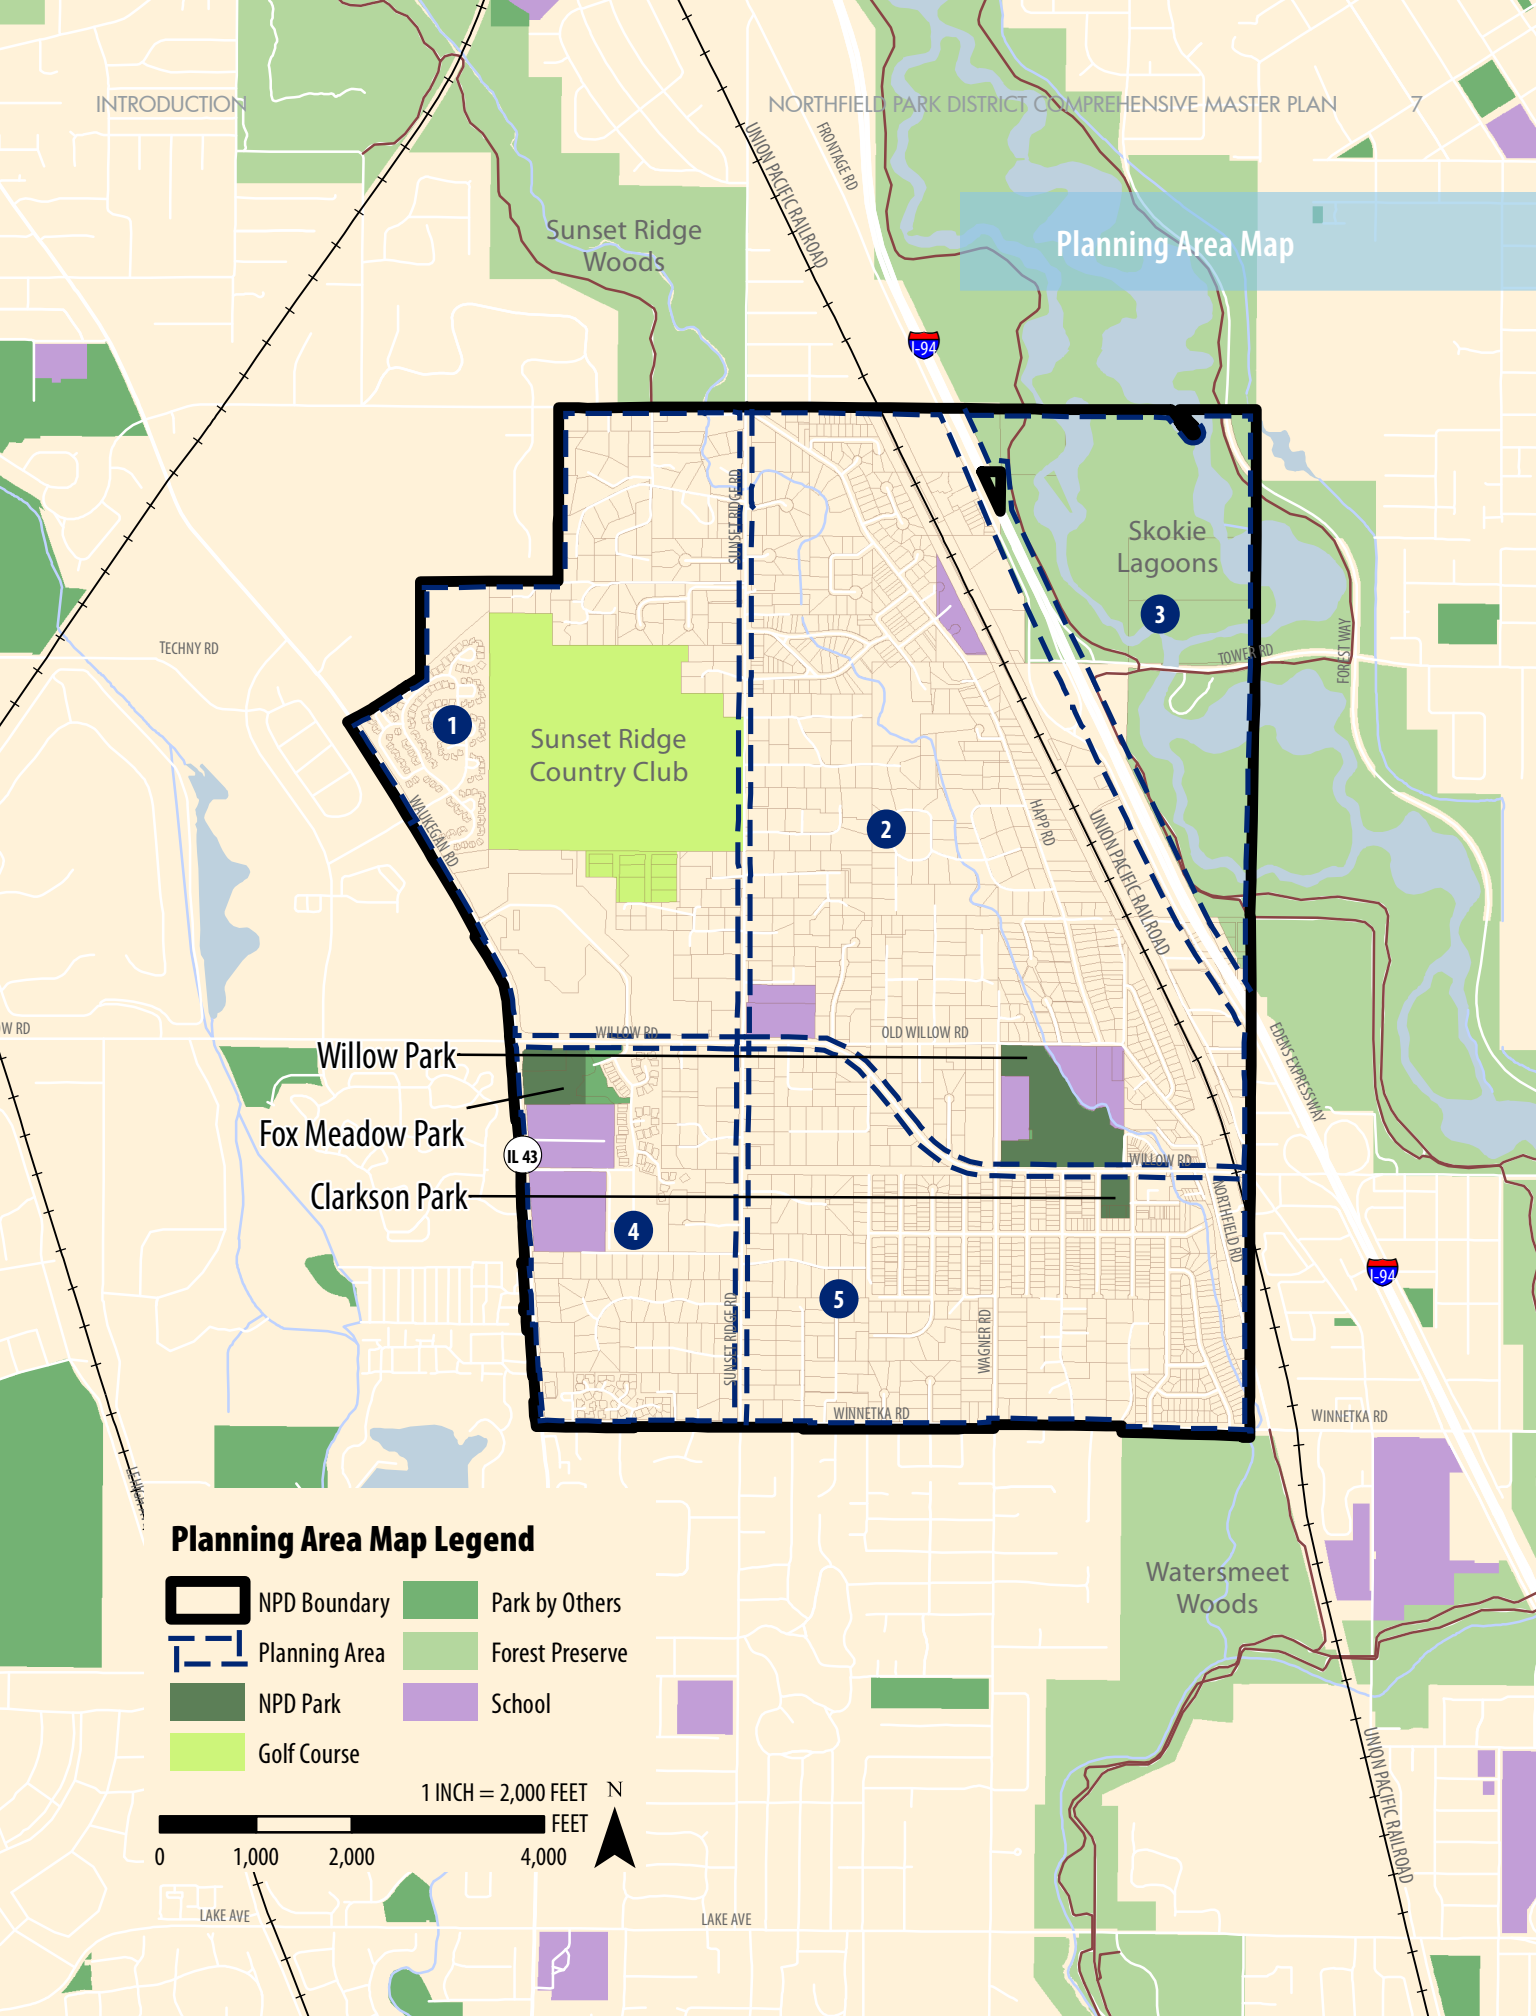 INTRODUCTION
NORTHFIELD PARK DISTRICT COMPREHENSIVE MASTER PLAN 7
Planning Area Map
UNION PACIFIC RAILROAD
FRONTAGE RD
Sunset Ridge
Woods
I-94
SUNSET RIDGE RD
Skokie
Lagoons
3
TOWER RD
FOREST WAY
TECHNY RD
1
Sunset Ridge
Country Club
WAUKEGAN RD
2
HAPP RD
UNION PACIFIC RAILROAD
OW RD
WILLOW RD
OLD WILLOW RD
EDENS EXPRESSWAY
Willow Park
Fox Meadow Park
IL 43
WILLOW RD
Clarkson Park
NORTHFIELD RD
4
I-94
5
SUNSET RIDGE RD
WAGNER RD
WINNETKA RD
WINNETKA RD
Planning Area Map Legend
NPD Boundary
Planning Area
NPD Park
Golf Course
Park by Others
Forest Preserve
School
1 INCH = 2,000 FEET
N
FEET
0 1,000 2,000 4,000
Watersmeet
Woods
UNION PACIFIC RAILROAD
LAKE AVE
LAKE AVE